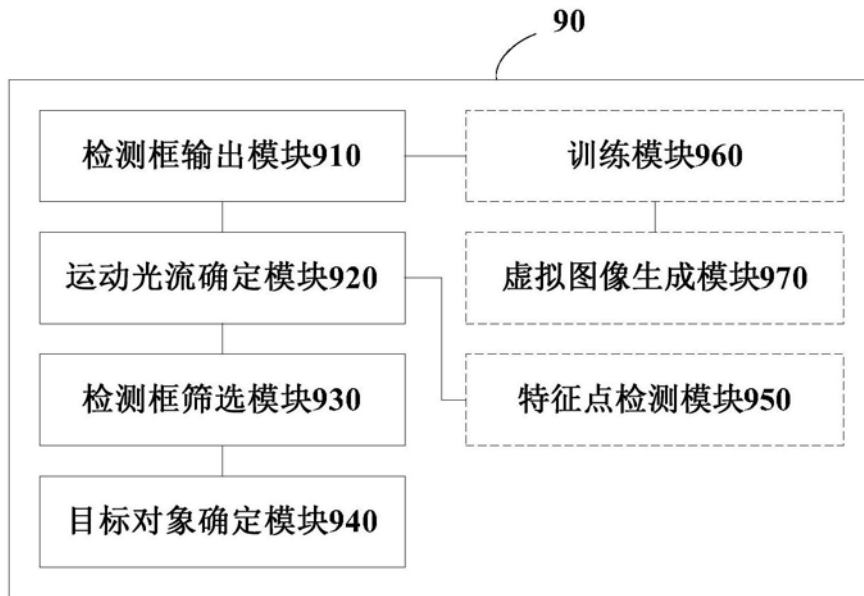 90
检测框输出模块910
训练模块960
运动光流确定模块920
虚拟图像生成模块970
检测框筛选模块930
特征点检测模块950
目标对象确定模块940